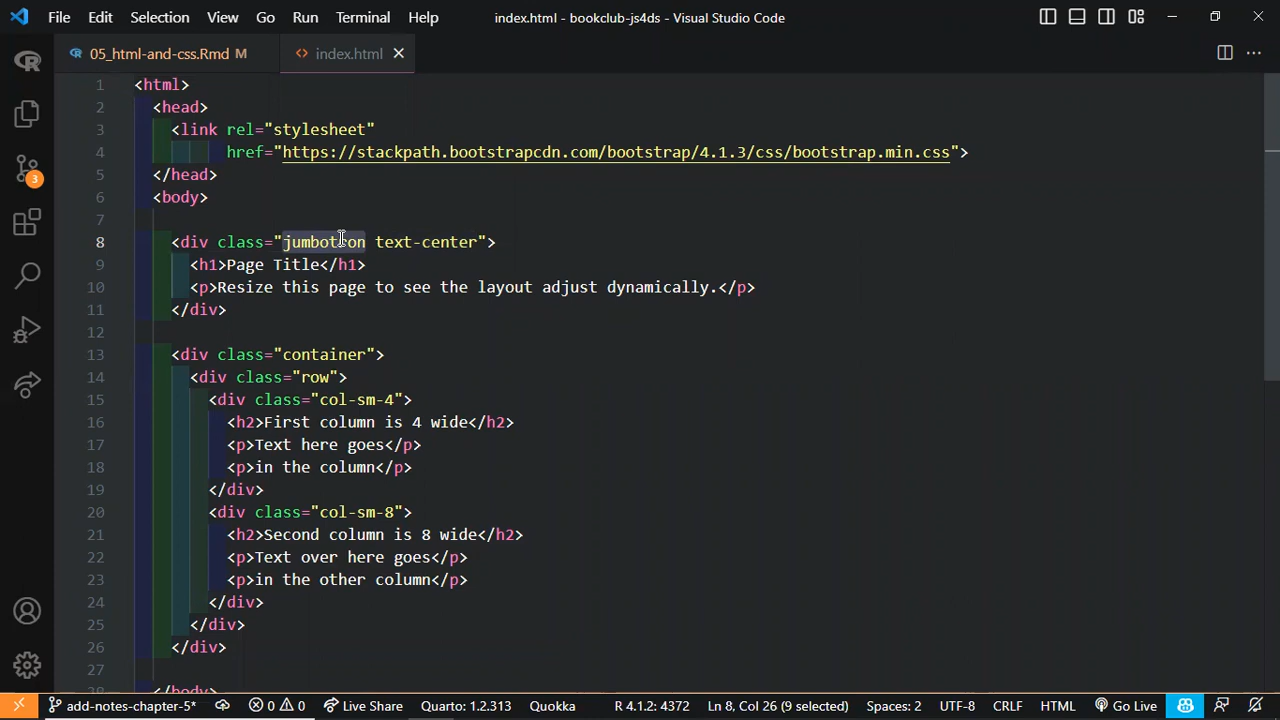 File Edit Selection View Go Run Terminal Help index.html - bookclub-js4ds - Visual Studio Code
05_html-and-css.Rmd M index.html
1 <html>
2 <head>
3 <link rel="stylesheet"
4 href="https://stackpath.bootstrapcdn.com/bootstrap/4.1.3/css/bootstrap.min.css">
5 </head>
6 <body>
7
8 <div class="jumbotron text-center">
9 <h1>Page Title</h1>
10 <p>Resize this page to see the layout adjust dynamically.</p>
11 </div>
12
13 <div class="container">
14 <div class="row">
15 <div class="col-sm-4">
16 <h2>First column is 4 wide</h2>
17 <p>Text here goes</p>
18 <p>in the column</p>
19 </div>
20 <div class="col-sm-8">
21 <h2>Second column is 8 wide</h2>
22 <p>Text over here goes</p>
23 <p>in the other column</p>
24 </div>
25 </div>
26 </div>
27
28 </body>
3
add-notes-chapter-5* 0 0 Live Share Quarto: 1.2.313 Quokka R 4.1.2: 4372 Ln 8, Col 26 (9 selected) Spaces: 2 UTF-8 CRLF HTML Go Live